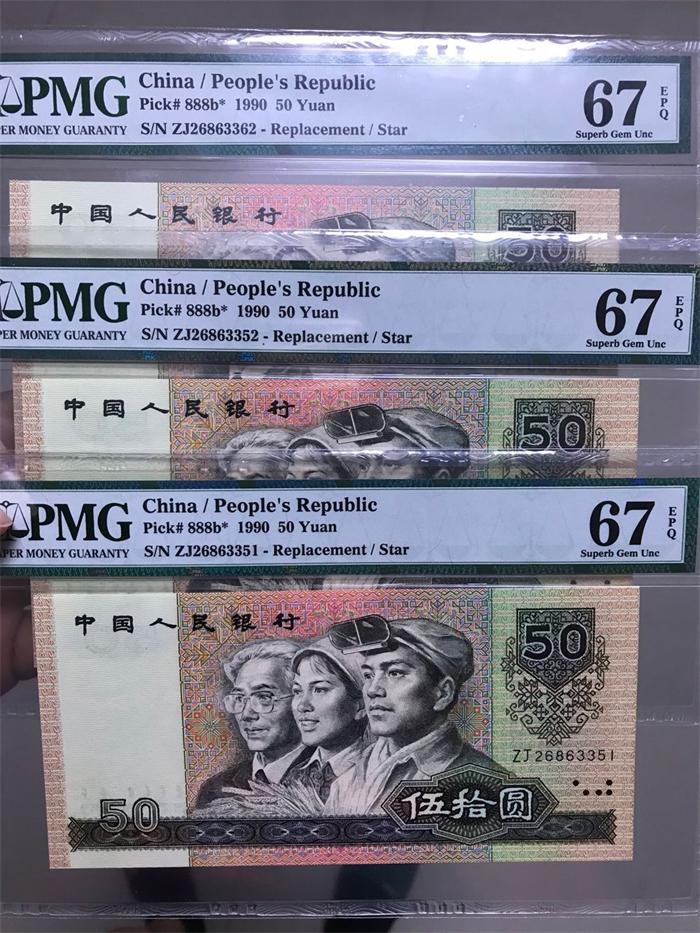 PMG
PER MONEY GUARANTY
China / People's Republic
Pick# 888b* 1990 50 Yuan
S/N ZJ26863362 - Replacement / Star
67
EPQ
Superb Gem Unc
中国人民银行
50
PMG
PER MONEY GUARANTY
China / People's Republic
Pick# 888b* 1990 50 Yuan
S/N ZJ26863352 - Replacement / Star
67
EPQ
Superb Gem Unc
中国人民银行
50
PMG
PER MONEY GUARANTY
China / People's Republic
Pick# 888b* 1990 50 Yuan
S/N ZJ26863351 - Replacement / Star
67
EPQ
Superb Gem Unc
中国人民银行
50
ZJ26863351
50
伍拾圆